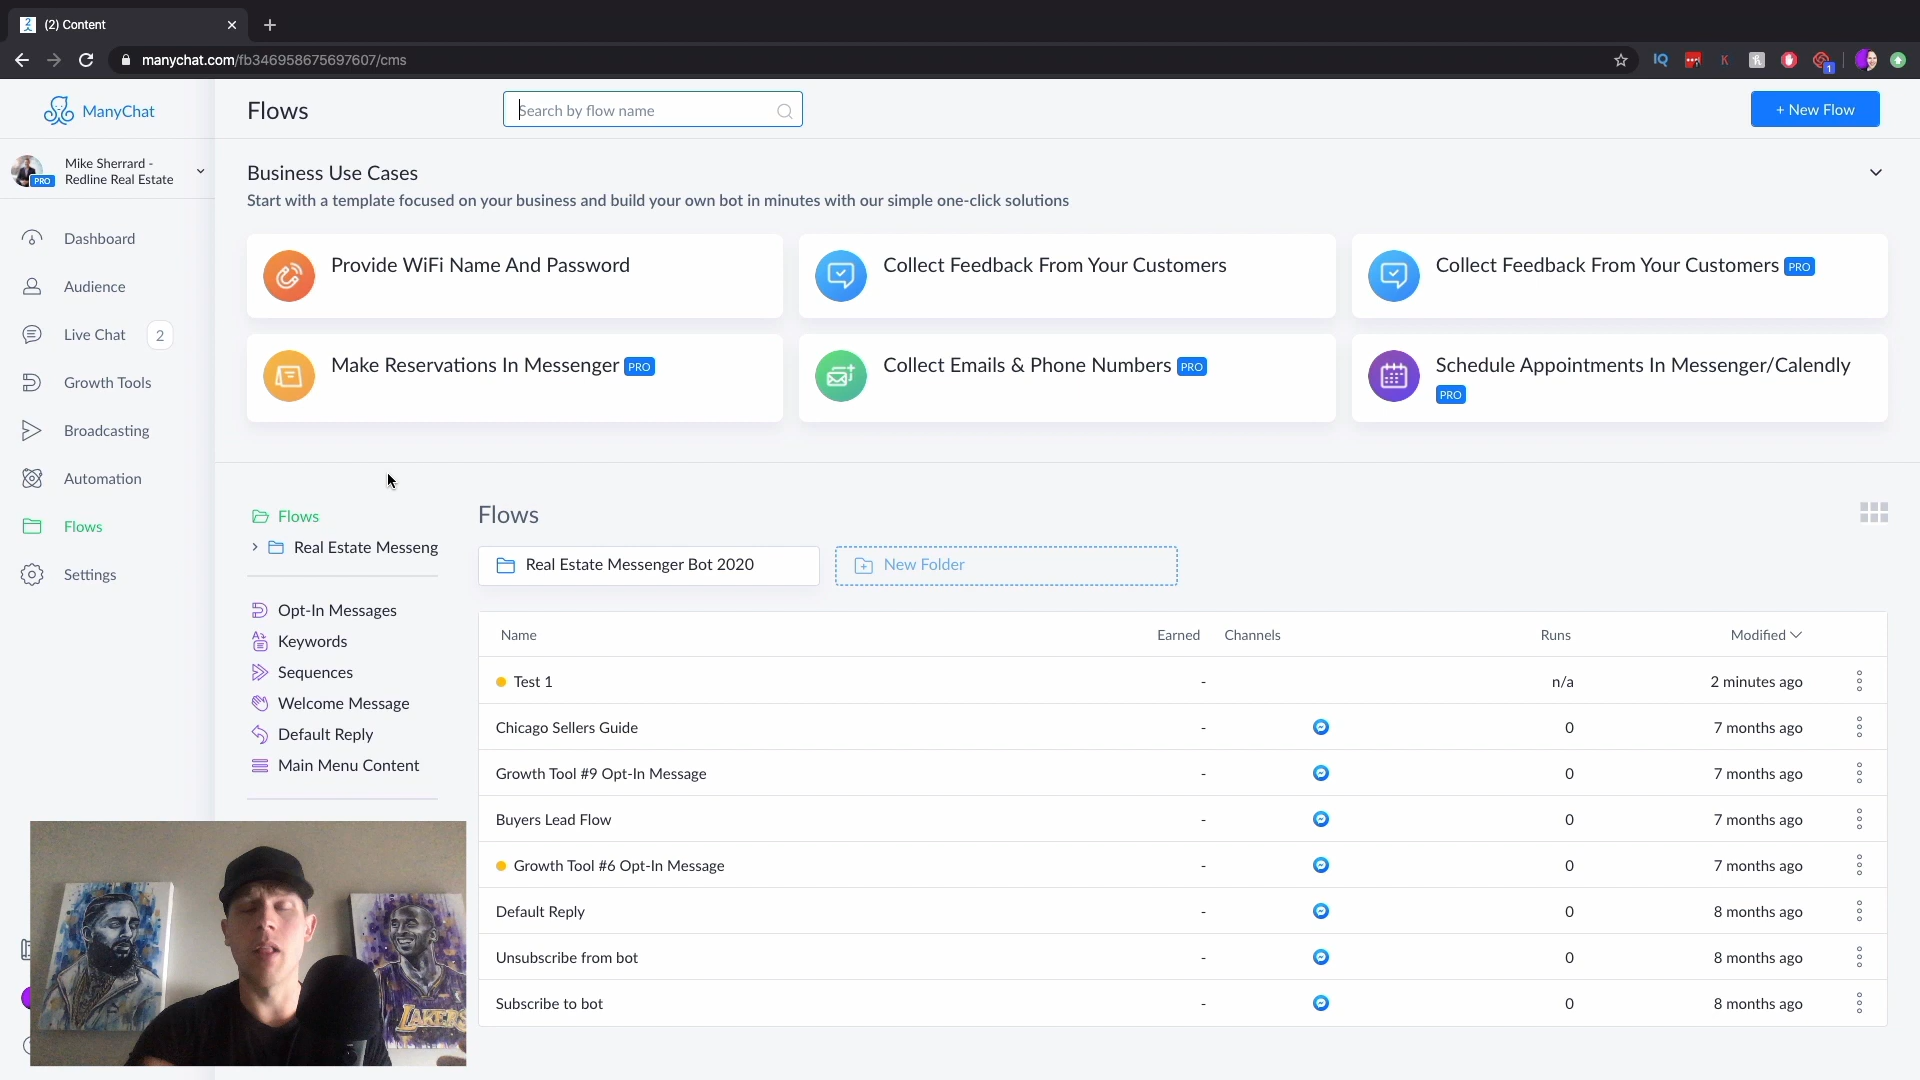 (2) Content
manychat.com/fb346958675697607/cms
IQ
K
1
ManyChat
Flows
Search by flow name
+ New Flow
PRO
Mike Sherrard -
Redline Real Estate
Business Use Cases
Start with a template focused on your business and build your own bot in minutes with our simple one-click solutions
Dashboard
Audience
Live Chat 2
Growth Tools
Broadcasting
Automation
Flows
Settings
Provide WiFi Name And Password
Collect Feedback From Your Customers
Collect Feedback From Your Customers PRO
Make Reservations In Messenger PRO
Collect Emails & Phone Numbers PRO
Schedule Appointments In Messenger/Calendly
PRO
Flows
Real Estate Messeng
Opt-In Messages
Keywords
Sequences
Welcome Message
Default Reply
Main Menu Content
Flows
Real Estate Messenger Bot 2020
New Folder
Name Earned Channels Runs Modified
Test 1 - n/a 2 minutes ago
Chicago Sellers Guide - 0 7 months ago
Growth Tool #9 Opt-In Message - 0 7 months ago
Buyers Lead Flow - 0 7 months ago
Growth Tool #6 Opt-In Message - 0 7 months ago
Default Reply - 0 8 months ago
Unsubscribe from bot - 0 8 months ago
Subscribe to bot - 0 8 months ago
LAKERS